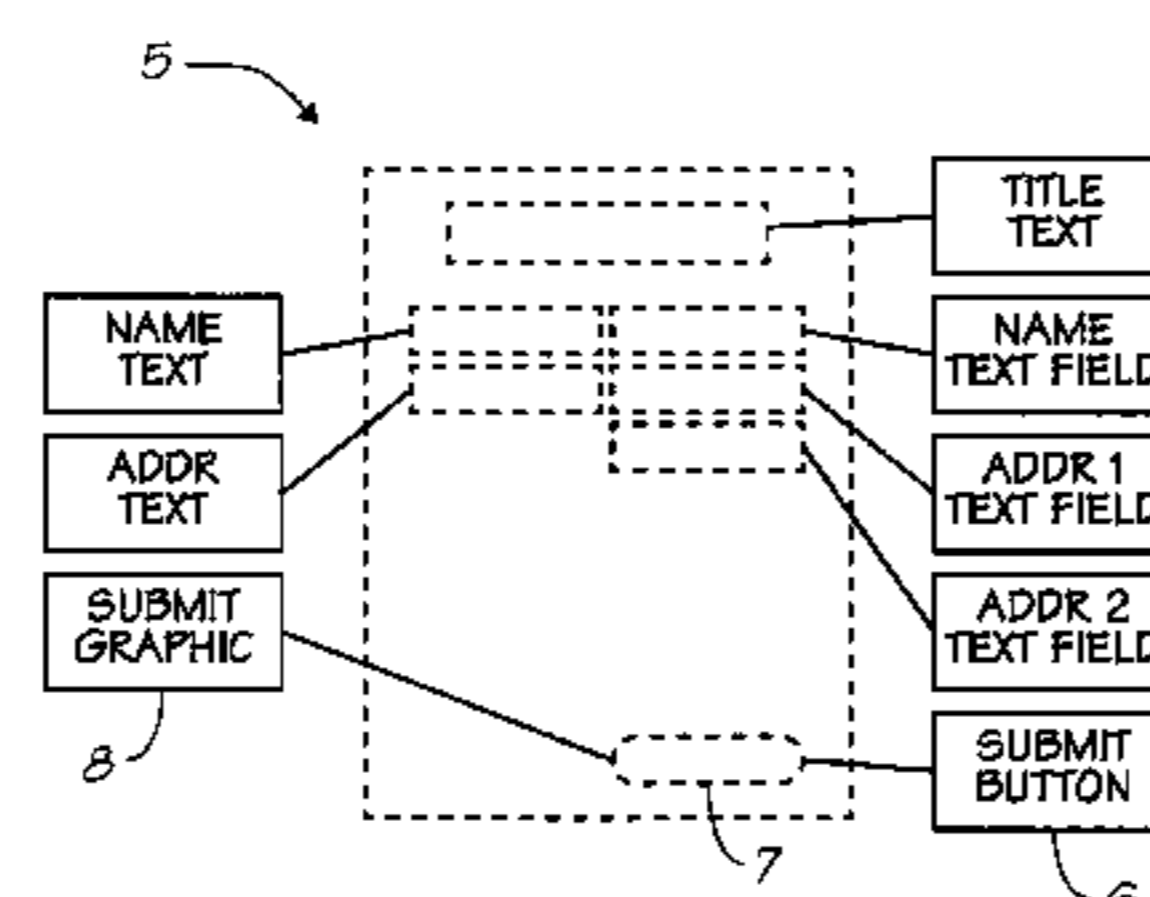 5
TITLE
TEXT
NAME
TEXT
NAME
TEXT FIELD
ADDR
TEXT
ADDR 1
TEXT FIELD
SUBMIT
GRAPHIC
ADDR 2
TEXT FIELD
SUBMIT
BUTTON
8
7
6